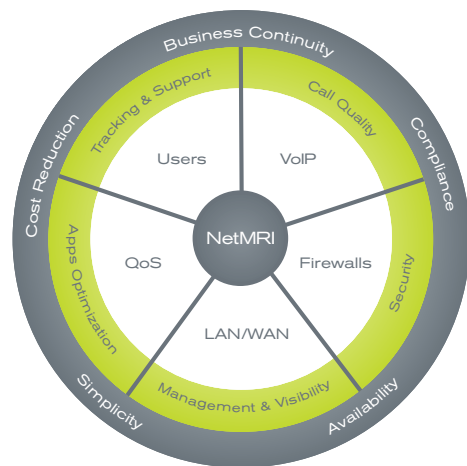 Business Continuity
Compliance
Availability
Simplicity
Cost Reduction
Tracking & Support
Call Quality
Security
Management & Visibility
Apps Optimization
Users
VoIP
Firewalls
LAN/WAN
QoS
NetMRI